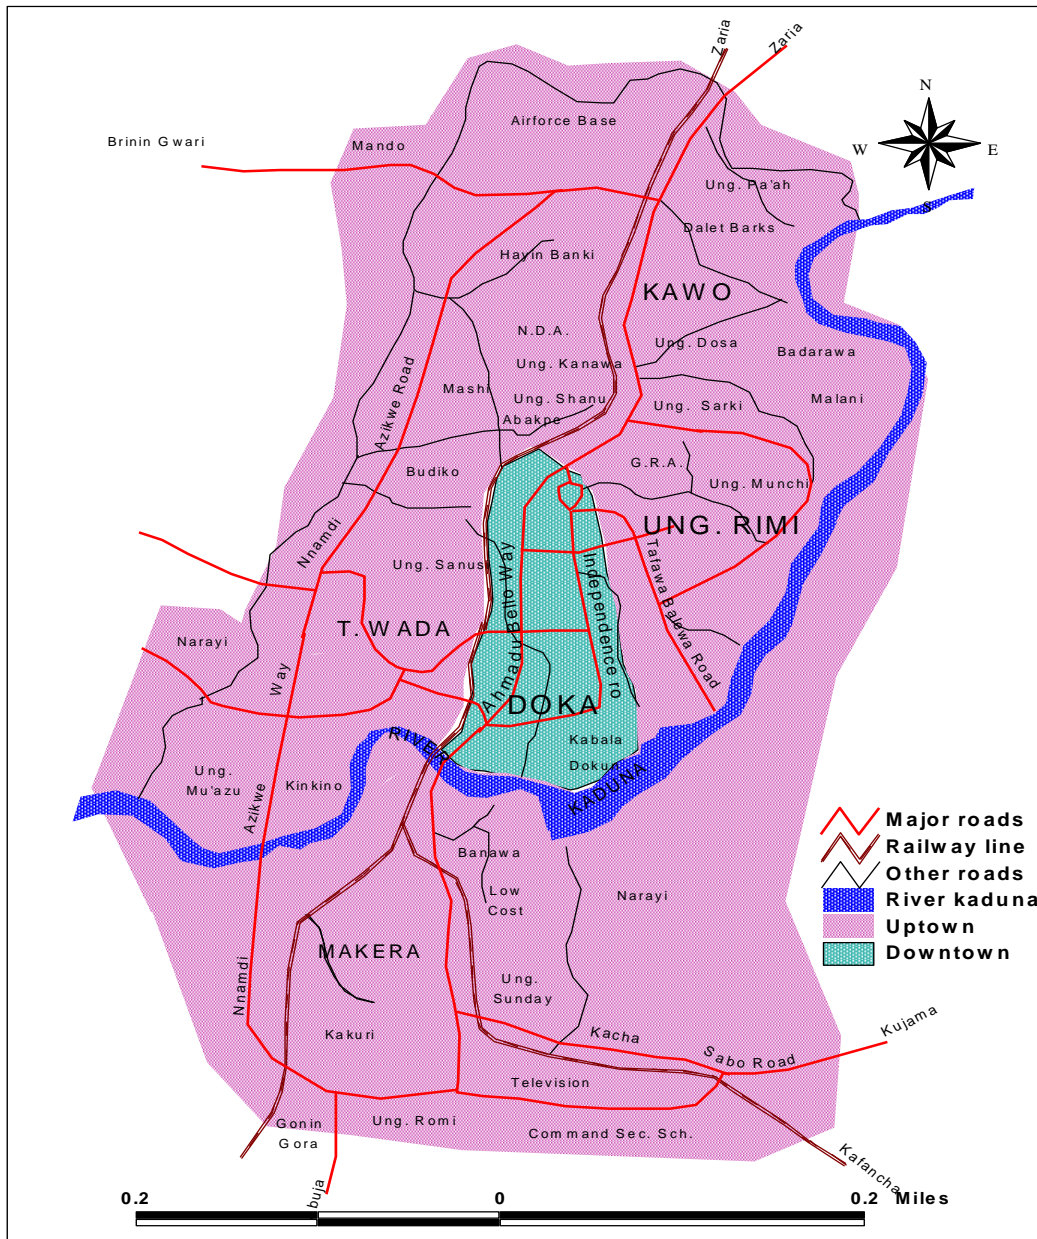 Zaria
Zaria
N
W
E
S
Airforce Base
Brinin Gwari
Mando
Ung. Pa'ah
Dalet Barks
Hayin Banki
KAWO
N.D.A.
Ung. Dosa
Badarawa
Ung. Kanawa
Mashi
Ung. Shanu
Abakpe
Ung. Sarki
Malani
Azikwe Road
Budiko
G.R.A.
Ung. Munchi
UNG. RIMI
Nnamdi
Ung. Sanusi
Ahmadu Bello Way
Independence ro
Tafawa Balewa Road
T. WADA
Narayi
Way
DOKA
Kabala
Dokun
RIVER
KADUNA
Ung.
Mu'azu
Kinkino
Azikwe
Banawa
Low
Cost
Narayi
MAKERA
Nnamdi
Ung.
Sunday
Kakuri
Kacha
Sabo Road
Kujama
Television
Gonin
Gora
Ung. Romi
Command Sec. Sch.
Kafancha
buja
Major roads
Railway line
Other roads
River kaduna
Uptown
Downtown
0.2
0
0.2 Miles